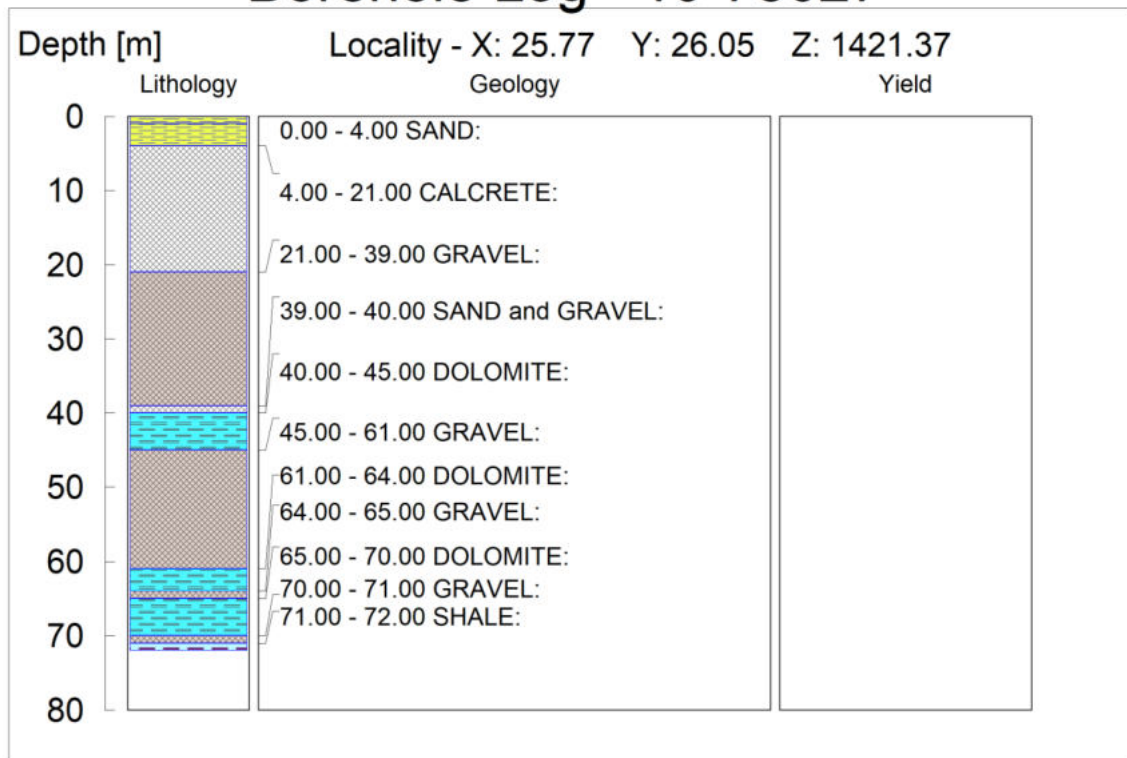 Depth [m] Locality - X: 25.77 Y: 26.05 Z: 1421.37
Lithology Geology Yield
0
10
20
30
40
50
60
70
80
0.00 - 4.00 SAND:
4.00 - 21.00 CALCRETE:
21.00 - 39.00 GRAVEL:
39.00 - 40.00 SAND and GRAVEL:
40.00 - 45.00 DOLOMITE:
45.00 - 61.00 GRAVEL:
61.00 - 64.00 DOLOMITE:
64.00 - 65.00 GRAVEL:
65.00 - 70.00 DOLOMITE:
70.00 - 71.00 GRAVEL:
71.00 - 72.00 SHALE: